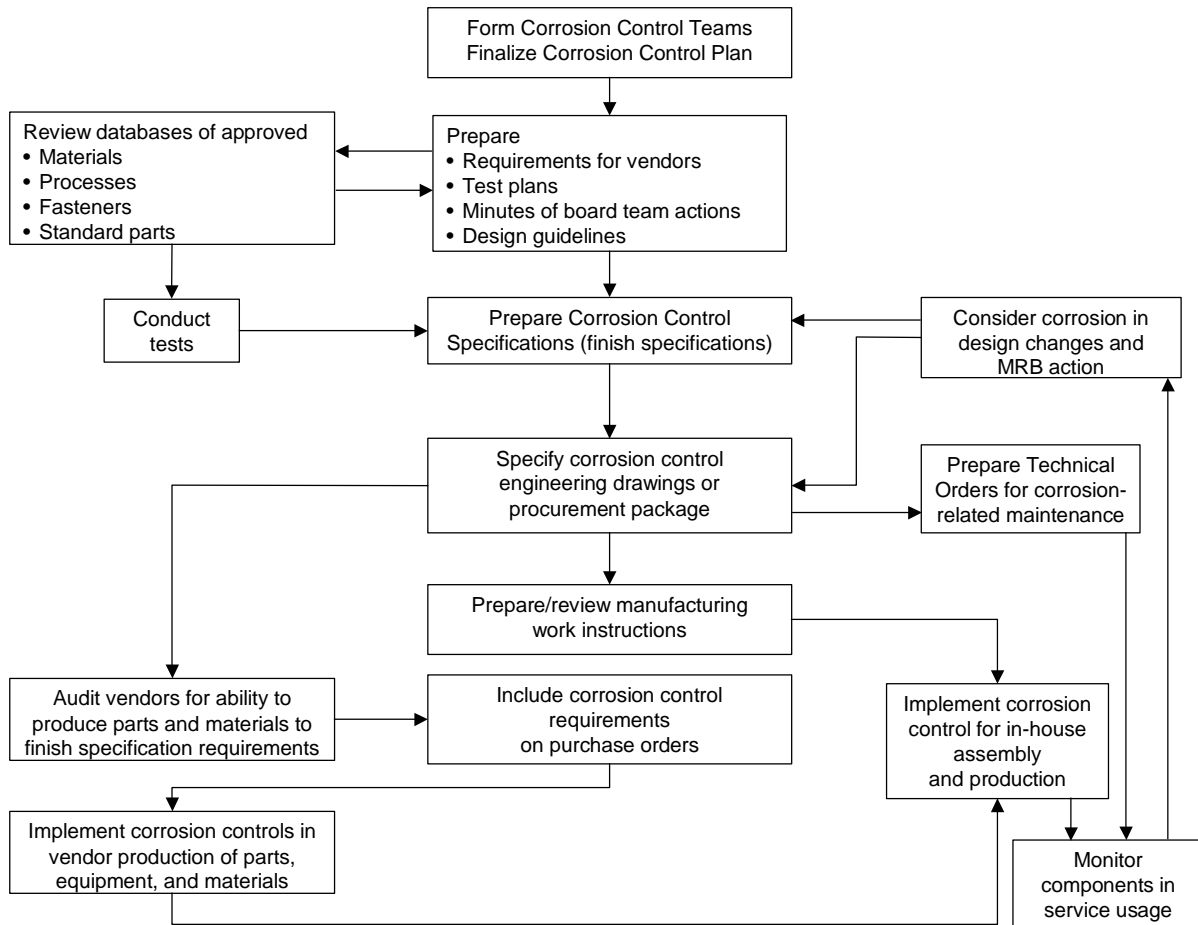 Form Corrosion Control Teams
Finalize Corrosion Control Plan
Review databases of approved
• Materials
• Processes
• Fasteners
• Standard parts
Prepare
• Requirements for vendors
• Test plans
• Minutes of board team actions
• Design guidelines
Conduct
tests
Prepare Corrosion Control
Specifications (finish specifications)
Consider corrosion in
design changes and
MRB action
Specify corrosion control
engineering drawings or
procurement package
Prepare Technical
Orders for corrosion-
related maintenance
Prepare/review manufacturing
work instructions
Audit vendors for ability to
produce parts and materials to
finish specification requirements
Include corrosion control
requirements
on purchase orders
Implement corrosion
control for in-house
assembly
and production
Implement corrosion controls in
vendor production of parts,
equipment, and materials
Monitor
components in
service usage